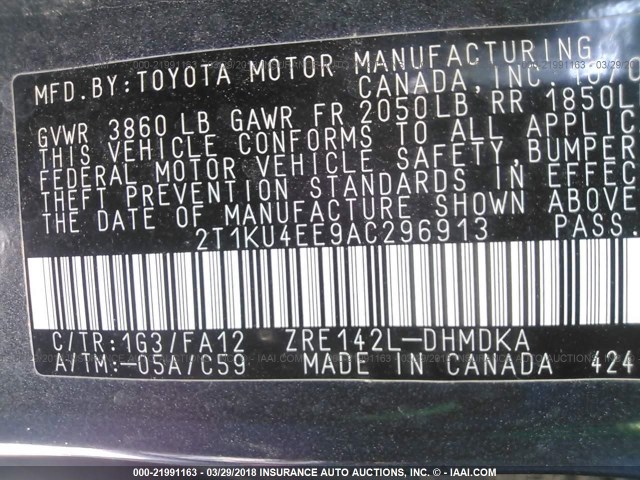 MFD. BY: TOYOTA MOTOR MANUFACTURING
CANADA, INC.
GVWR 3860 LB GAWR FR 2050LB RR 1850L
THIS VEHICLE CONFORMS TO ALL APPLIC
FEDERAL MOTOR VEHICLE SAFETY, BUMPER
THEFT PREVENTION STANDARDS IN EFFEC
THE DATE OF MANUFACTURE SHOWN ABOVE
2T1KU4EE9AC296913 PASS.
C/TR:1G3/FA12 ZRE142L-DHMDKA
A/TM:-05A/C59 MADE IN CANADA 424
000-21991163 - 03/29/2018 INSURANCE AUTO AUCTIONS, INC. - IAAI.COM